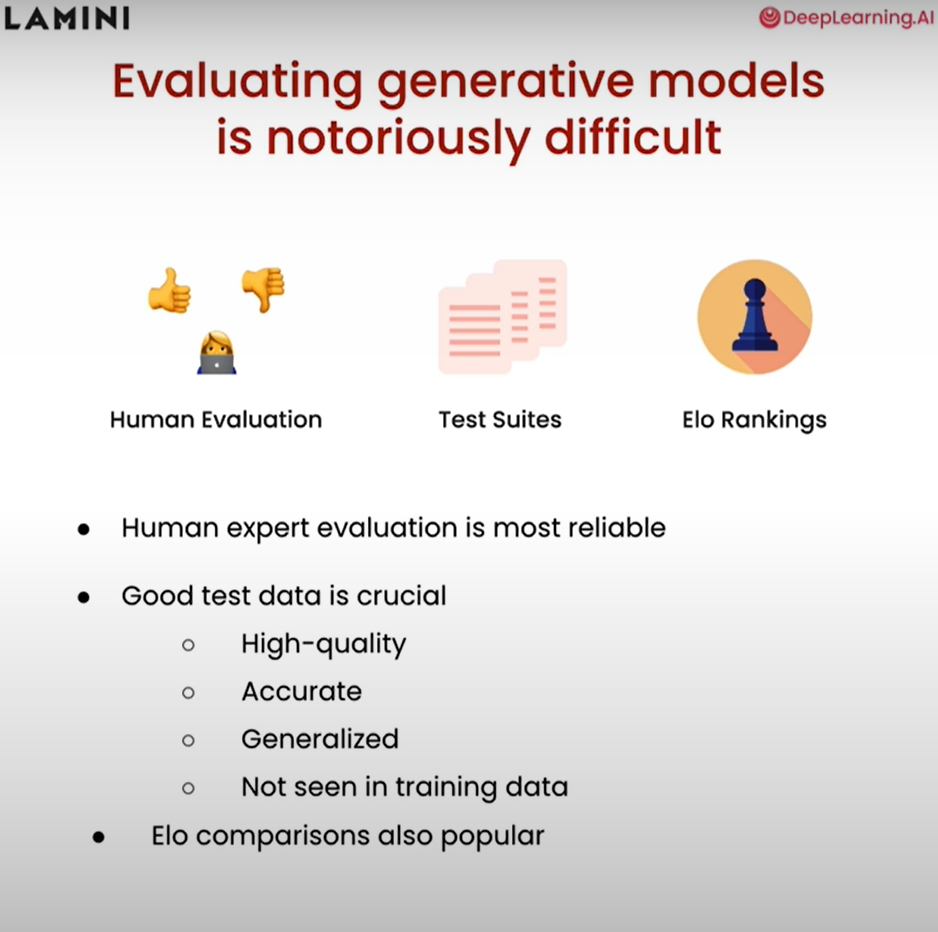 LAMINI
DeepLearning.AI
Evaluating generative models
is notoriously difficult
Human Evaluation
Test Suites
Elo Rankings
● Human expert evaluation is most reliable
● Good test data is crucial
○ High-quality
○ Accurate
○ Generalized
○ Not seen in training data
● Elo comparisons also popular